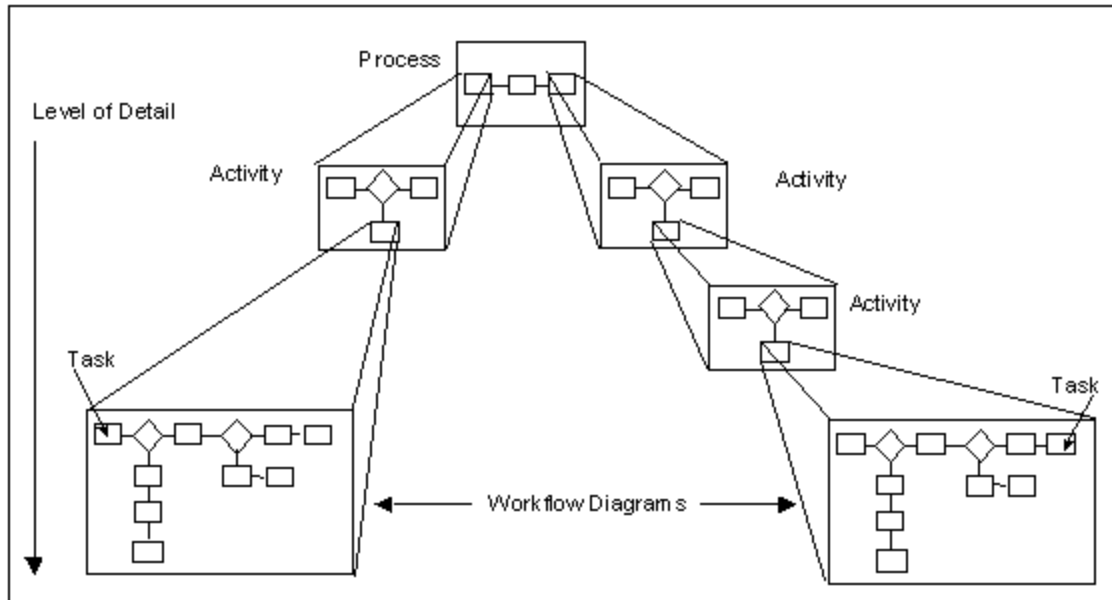 Process
Level of Detail
Activity
Activity
Activity
Task
Task
Workflow Diagrams